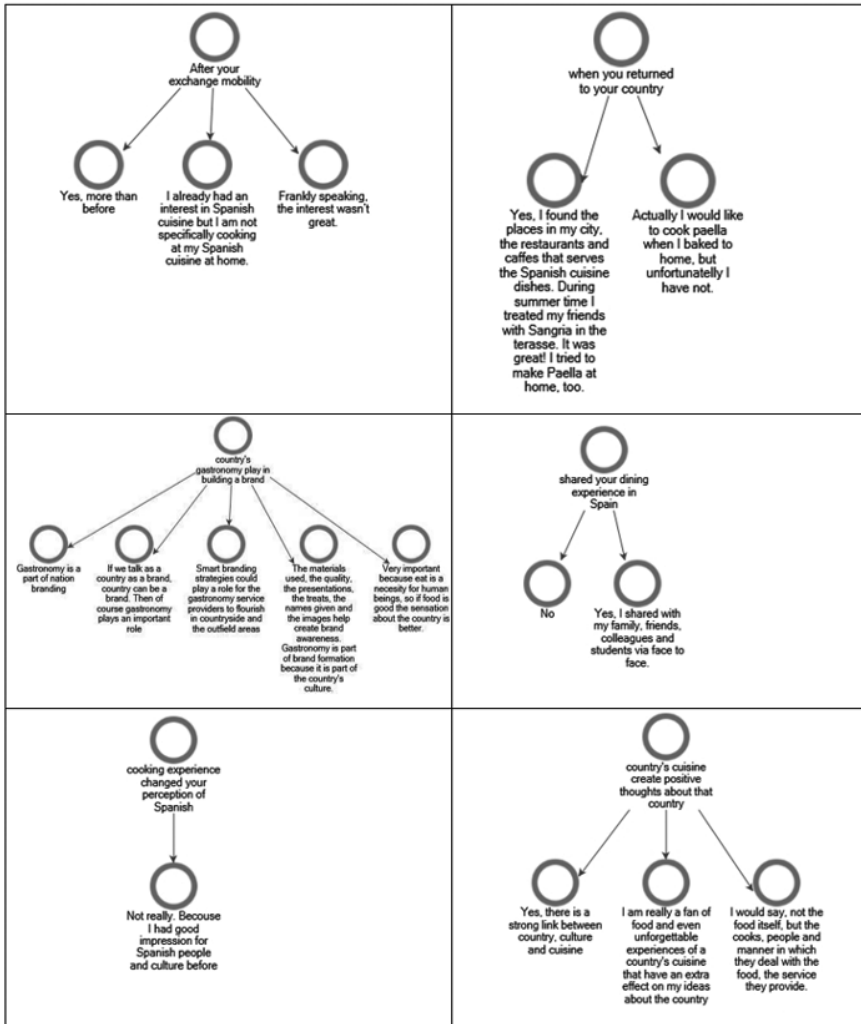 After your
exchange mobility
Yes, more than
before
I already had an
interest in Spanish
cuisine but I am not
specifically cooking
at my Spanish
cuisine at home.
Frankly speaking,
the interest wasn't
great.
when you returned
to your country
Yes, I found the
places in my city,
the restaurants and
caffes that serves
the Spanish cuisine
dishes. During
summer time I
treated my friends
with Sangria in the
terasse. It was
great! I tried to
make Paella at
home, too.
Actually I would like
to cook paella
when I baked to
home, but
unfortunatelly I
have not.
country's
gastronomy play in
building a brand
Gastronomy is a
part of nation
branding
If we talk as a
country as a brand,
country can be a
brand. Then of
course gastronomy
plays an important
role
Smart branding
strategies could
play a role for the
gastronomy service
providers to flourish
in countryside and
the outfield areas
The materials
used, the quality,
the presentations,
the treats, the
names given and
the images help
create brand
awareness.
Gastronomy is part
of brand formation
because it is part of
the country's
culture.
Very important
because eat is a
necesity for human
beings, so if food is
good the sensation
about the country is
better.
shared your dining
experience in
Spain
No
Yes, I shared with
my family, friends,
colleagues and
students via face to
face.
cooking experience
changed your
perception of
Spanish
Not really. Becouse
I had good
impression for
Spanish people
and culture before
country's cuisine
create positive
thoughts about that
country
Yes, there is a
strong link between
country, culture
and cuisine
I am really a fan of
food and even
unforgettable
experiences of a
country's cuisine
that have an extra
effect on my ideas
about the country
I would say, not the
food itself, but the
cooks, people and
manner in which
they deal with the
food, the service
they provide.